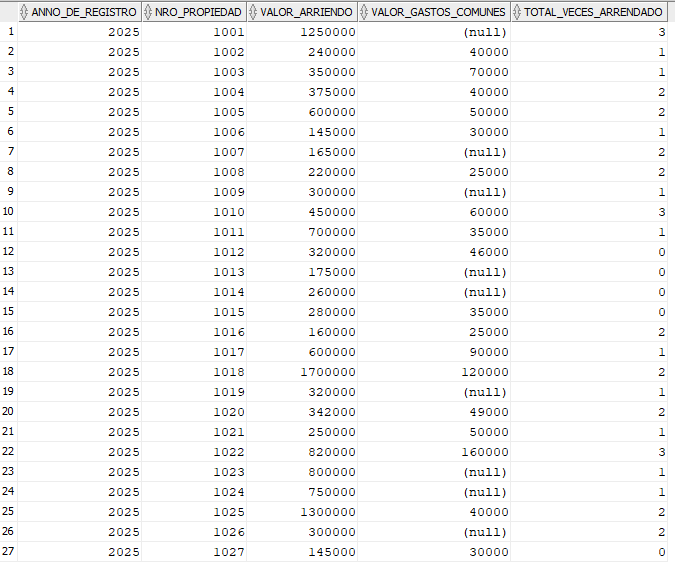 ANNO_DE_REGISTRO NRO_PROPIEDAD VALOR_ARRIENDO VALOR_GASTOS_COMUNES TOTAL_VECES_ARRENDADO
1 2025 1001 1250000 (null) 3
2 2025 1002 240000 40000 1
3 2025 1003 350000 70000 1
4 2025 1004 375000 40000 2
5 2025 1005 600000 50000 2
6 2025 1006 145000 30000 1
7 2025 1007 165000 (null) 2
8 2025 1008 220000 25000 2
9 2025 1009 300000 (null) 1
10 2025 1010 450000 60000 3
11 2025 1011 700000 35000 1
12 2025 1012 320000 46000 0
13 2025 1013 175000 (null) 0
14 2025 1014 260000 (null) 0
15 2025 1015 280000 35000 0
16 2025 1016 160000 25000 2
17 2025 1017 600000 90000 1
18 2025 1018 1700000 120000 2
19 2025 1019 320000 (null) 1
20 2025 1020 342000 49000 2
21 2025 1021 250000 50000 1
22 2025 1022 820000 160000 3
23 2025 1023 800000 (null) 1
24 2025 1024 750000 (null) 1
25 2025 1025 1300000 40000 2
26 2025 1026 300000 (null) 2
27 2025 1027 145000 30000 0